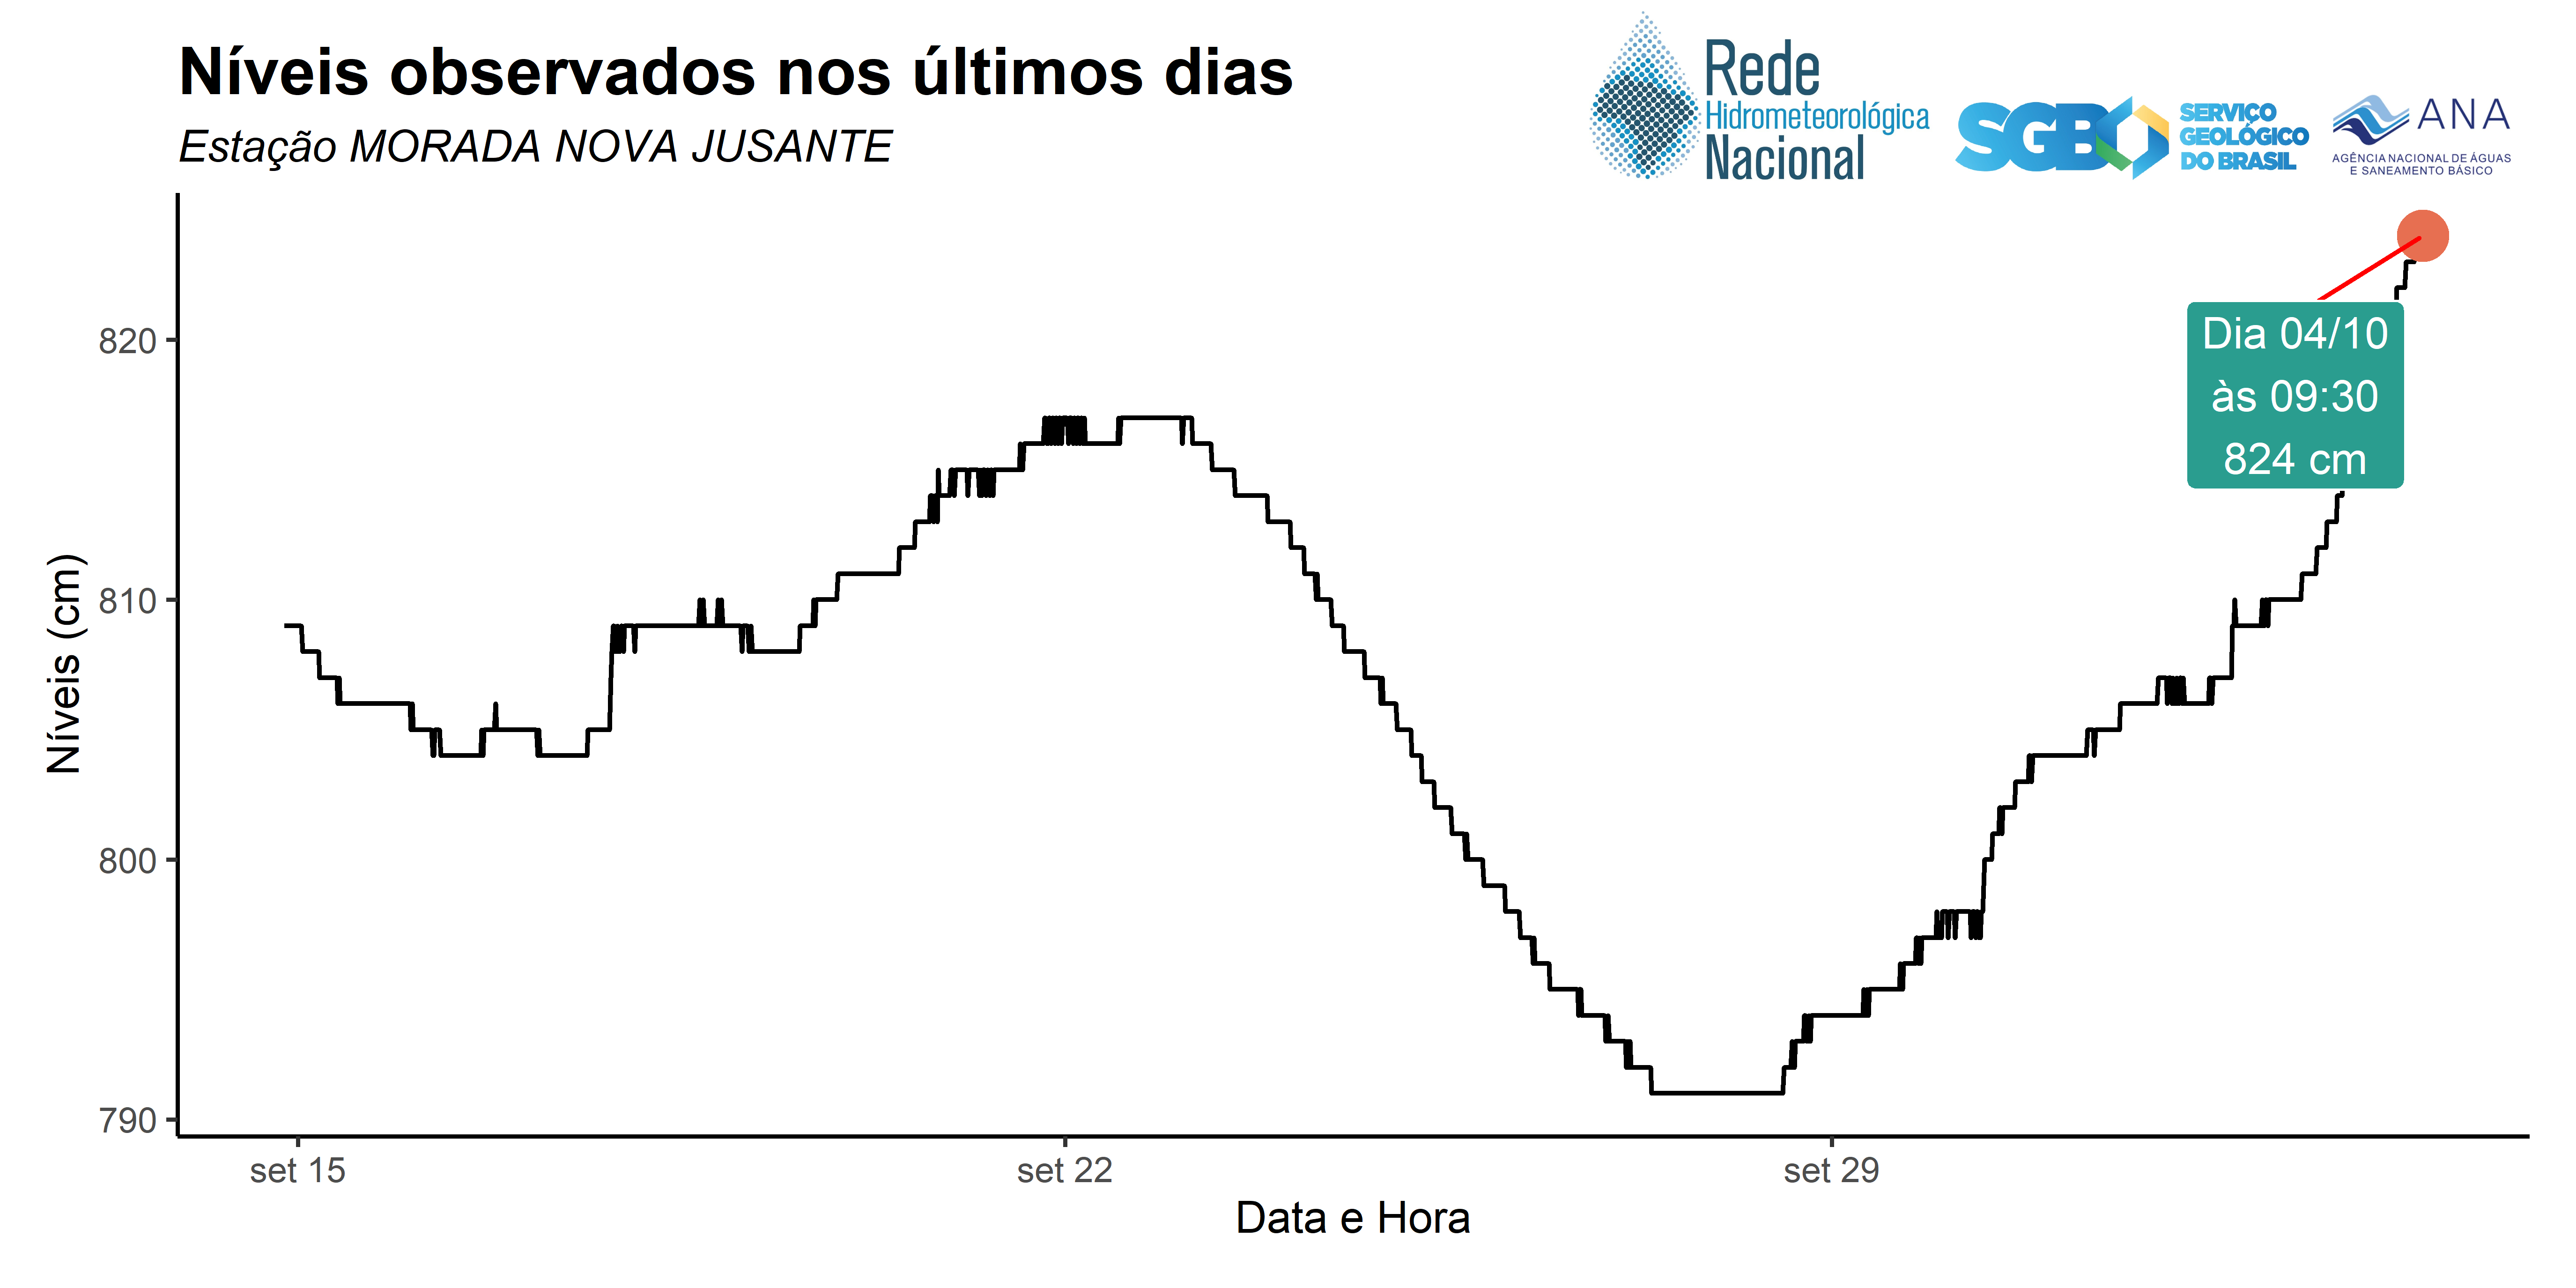 Níveis observados nos últimos dias
Estação MORADA NOVA JUSANTE
Rede
Hidrometeorológica
Nacional
SGB
SERVIÇO
GEOLÓGICO
DO BRASIL
ANA
AGÊNCIA NACIONAL DE ÁGUAS
E SANEAMENTO BÁSICO
Níveis (cm)
820
810
800
790
Dia 04/10
às 09:30
824 cm
set 15
set 22
set 29
Data e Hora